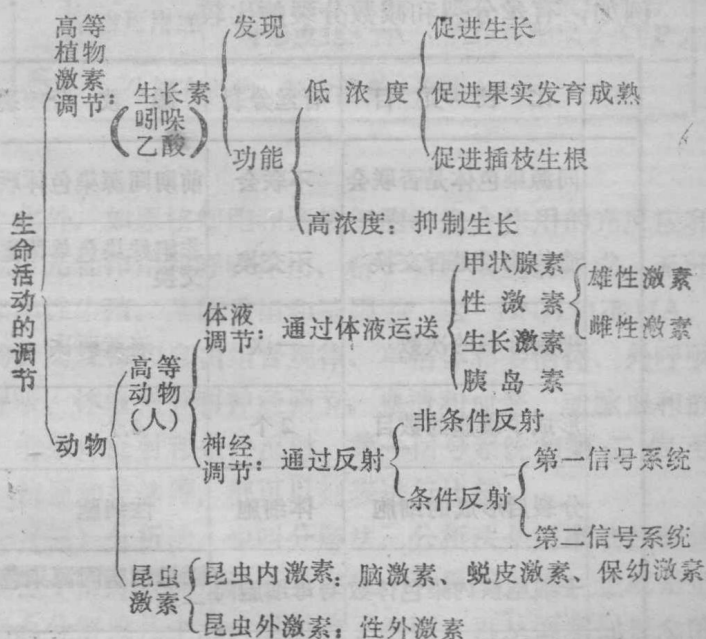 生命活动的调节
高等
植物
激素
调节：
生长素
（吲哚
乙酸）
发现
功能
低浓度
促进生长
促进果实发育成熟
促进插枝生根
高浓度：抑制生长
动物
高等
动物
（人）
体液
调节：通过体液运送
甲状腺素
性激素
雄性激素
雌性激素
生长激素
胰岛素
神经
调节：通过反射
非条件反射
条件反射
第一信号系统
第二信号系统
昆虫
激素
昆虫内激素：脑激素、蜕皮激素、保幼激素
昆虫外激素：性外激素